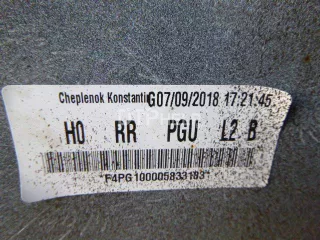 Cheplenok Konstantin G07/09/2018 17:21:45
H0 RR PGU L2 B
*F4PG100005833183*